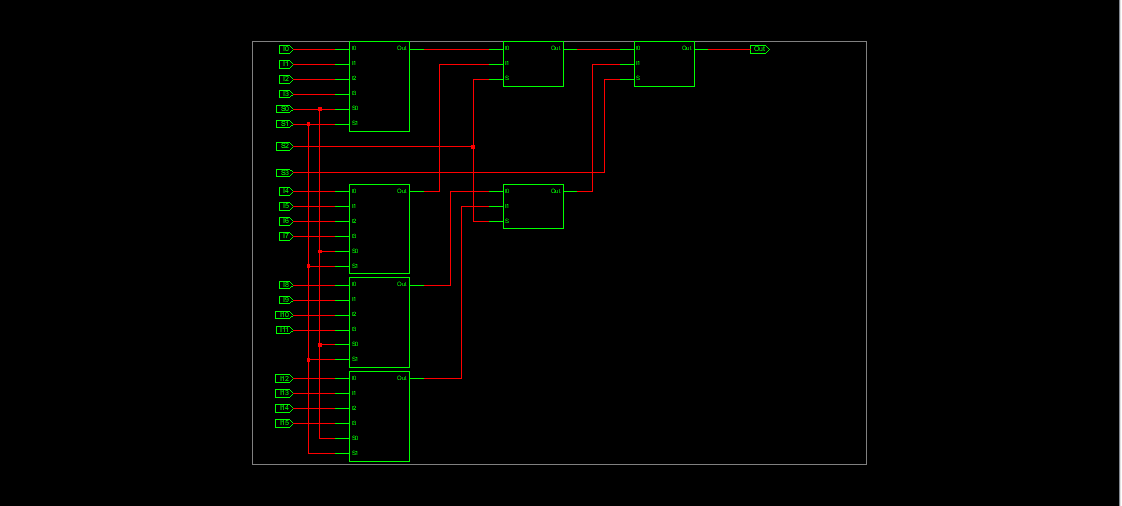 I0 I0 Out I0 Out I0 Out Out
I1 I1 I1 I1
I2 I2 S S
I3 I3
S0 S0
S1 S1
S2
S3
I4 I0 Out I0 Out
I5 I1 I1
I6 I2 S
I7 I3
S0
S1
I8 I0 Out
I9 I1
I10 I2
I11 I3
S0
S1
I12 I0 Out
I13 I1
I14 I2
I15 I3
S0
S1